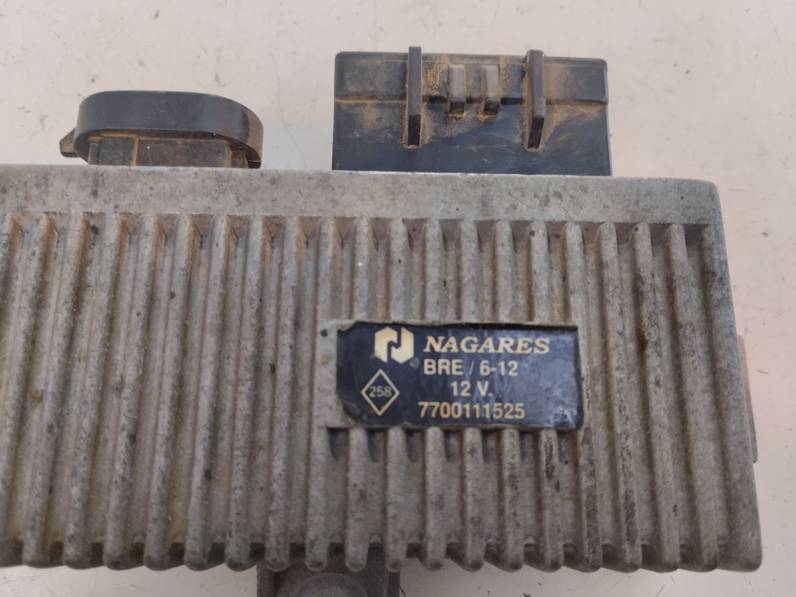 NAGARES
BRE / 6-12
258
12 V.
7700111525